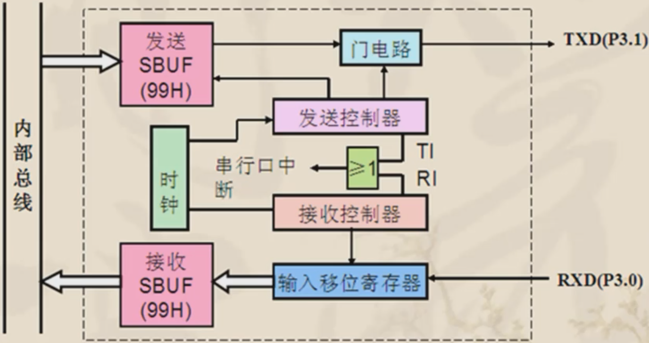 内部总线
发送
SBUF
(99H)
门电路
TXD(P3.1)
发送控制器
时钟
串行口中
断
≥1
TI
RI
接收控制器
接收
SBUF
(99H)
输入移位寄存器
RXD(P3.0)